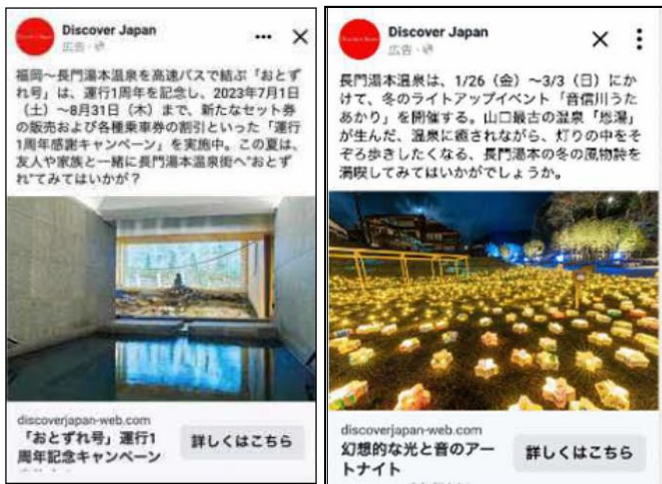 Discover Japan
広告・
福岡~長門湯本温泉を高速バスで結ぶ「おとず
れ号」は、運行1周年を記念し、2023年7月1日
(土)~8月31日(木)まで、新たなセット券
の販売および各種乗車券の割引といった「運行
1周年感謝キャンペーン」を実施中。この夏は、
友人や家族と一緒に長門湯本温泉街へ"おとず
れ"てみてはいかが?
discoverjapan-web.com
「おとずれ号」運行1
周年記念キャンペーン
詳しくはこちら
Discover Japan
広告・
長門湯本温泉は、1/26(金)~3/3(日)にか
けて、冬のライトアップイベント「音信川うた
あかり」を開催する。山口最古の温泉「恩湯」
が生んだ、温泉に癒されながら、灯りの中をそ
ぞろ歩きしたくなる、長門湯本の冬の風物詩を
満喫してみてはいかがでしょうか。
discoverjapan-web.com
幻想的な光と音のアー
トナイト
詳しくはこちら